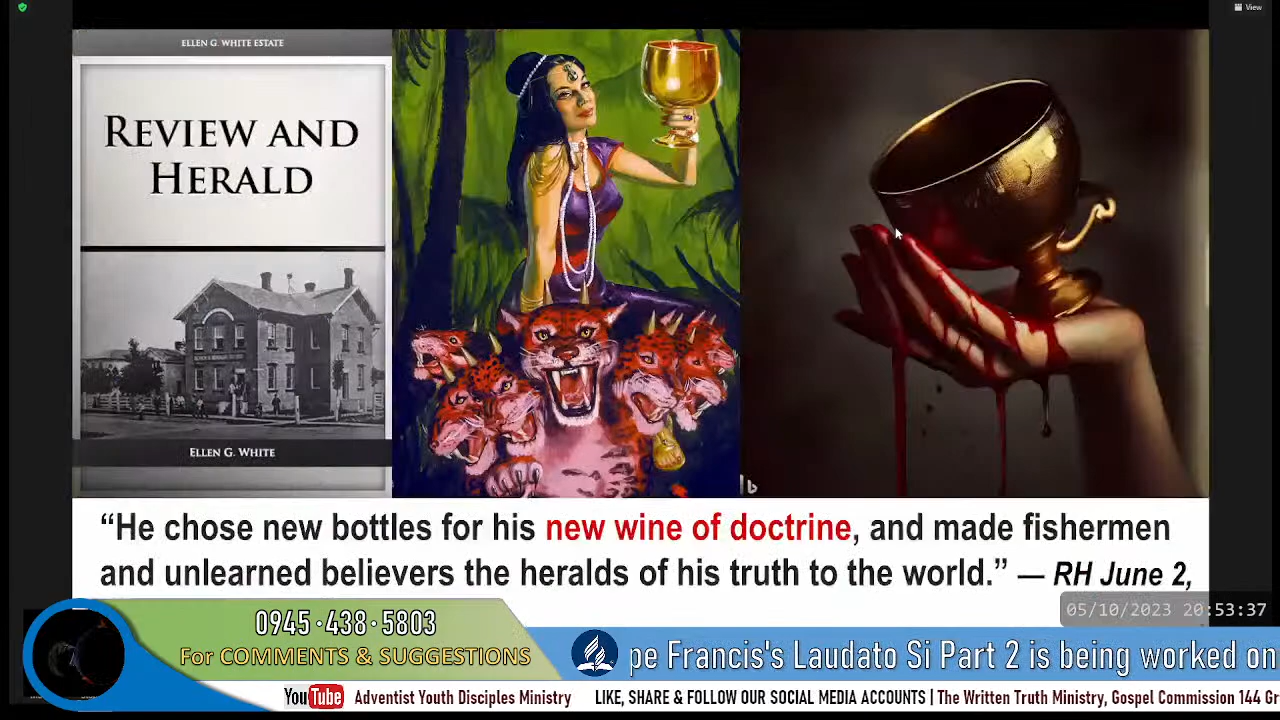 View
ELLEN G. WHITE ESTATE
REVIEW AND
HERALD
ELLEN G. WHITE
b
“He chose new bottles for his new wine of doctrine, and made fishermen
and unlearned believers the heralds of his truth to the world.” — RH June 2,
05/10/2023 20:53:37
0945·438·5803
For COMMENTS & SUGGESTIONS
pe Francis's Laudato Si Part 2 is being worked on
YouTube Adventist Youth Disciples Ministry LIKE, SHARE & FOLLOW OUR SOCIAL MEDIA ACCOUNTS | The Written Truth Ministry, Gospel Commission 144 Gr